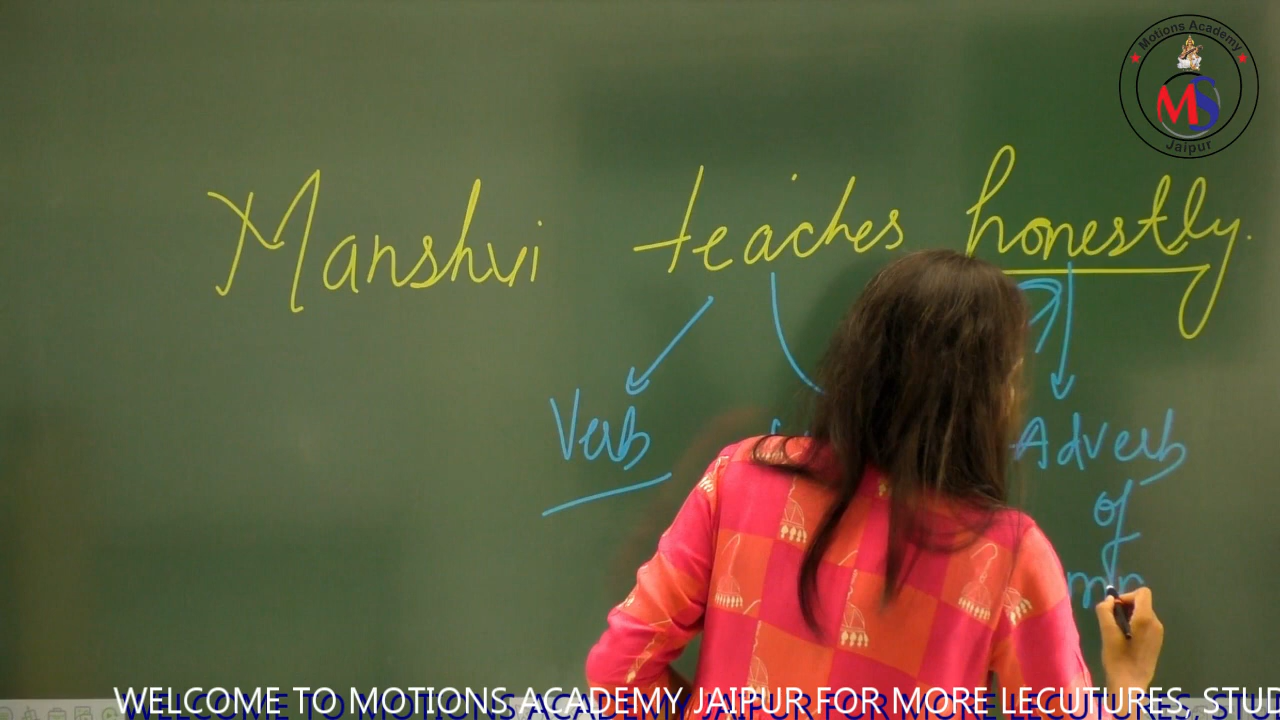 Motions Academy
MS
Jaipur
Manshvi teaches honestly.
Verb
Adverb
of
WELCOME TO MOTIONS ACADEMY JAIPUR FOR MORE LECUTURES, STUD